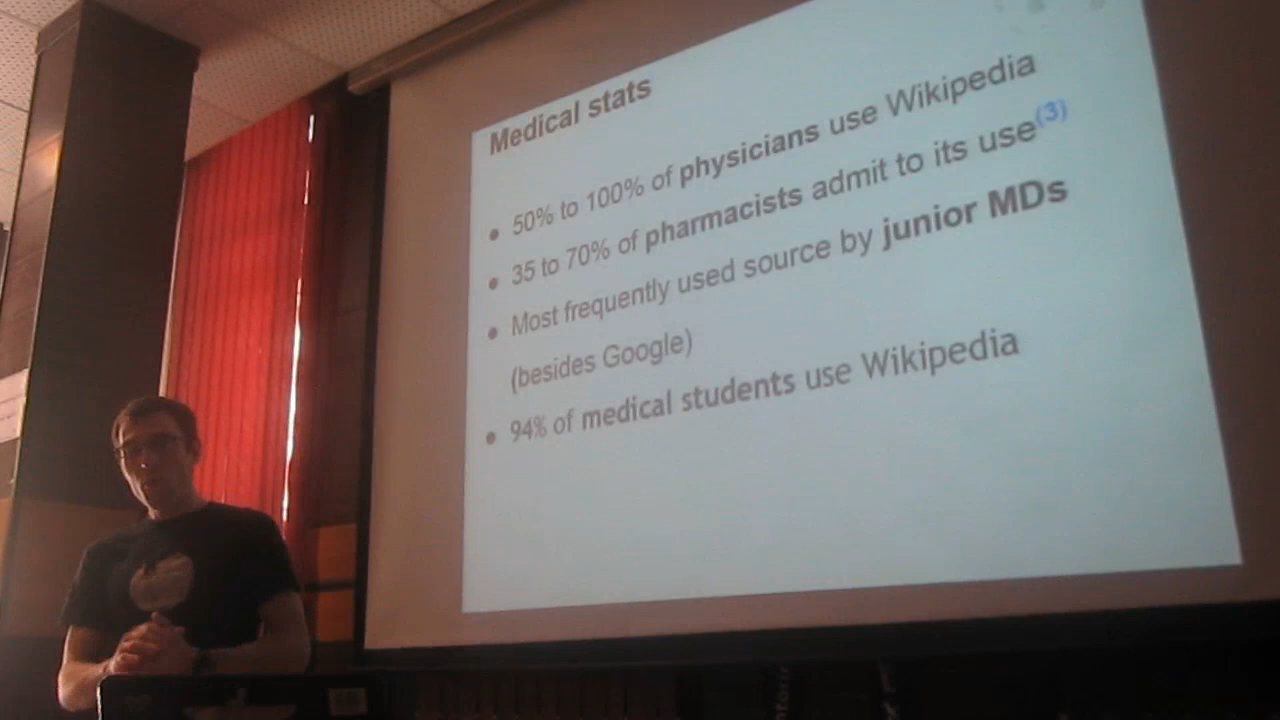 Medical stats
● 50% to 100% of physicians use Wikipedia
● 35 to 70% of pharmacists admit to its use(3)
● Most frequently used source by junior MDs
(besides Google)
● 94% of medical students use Wikipedia